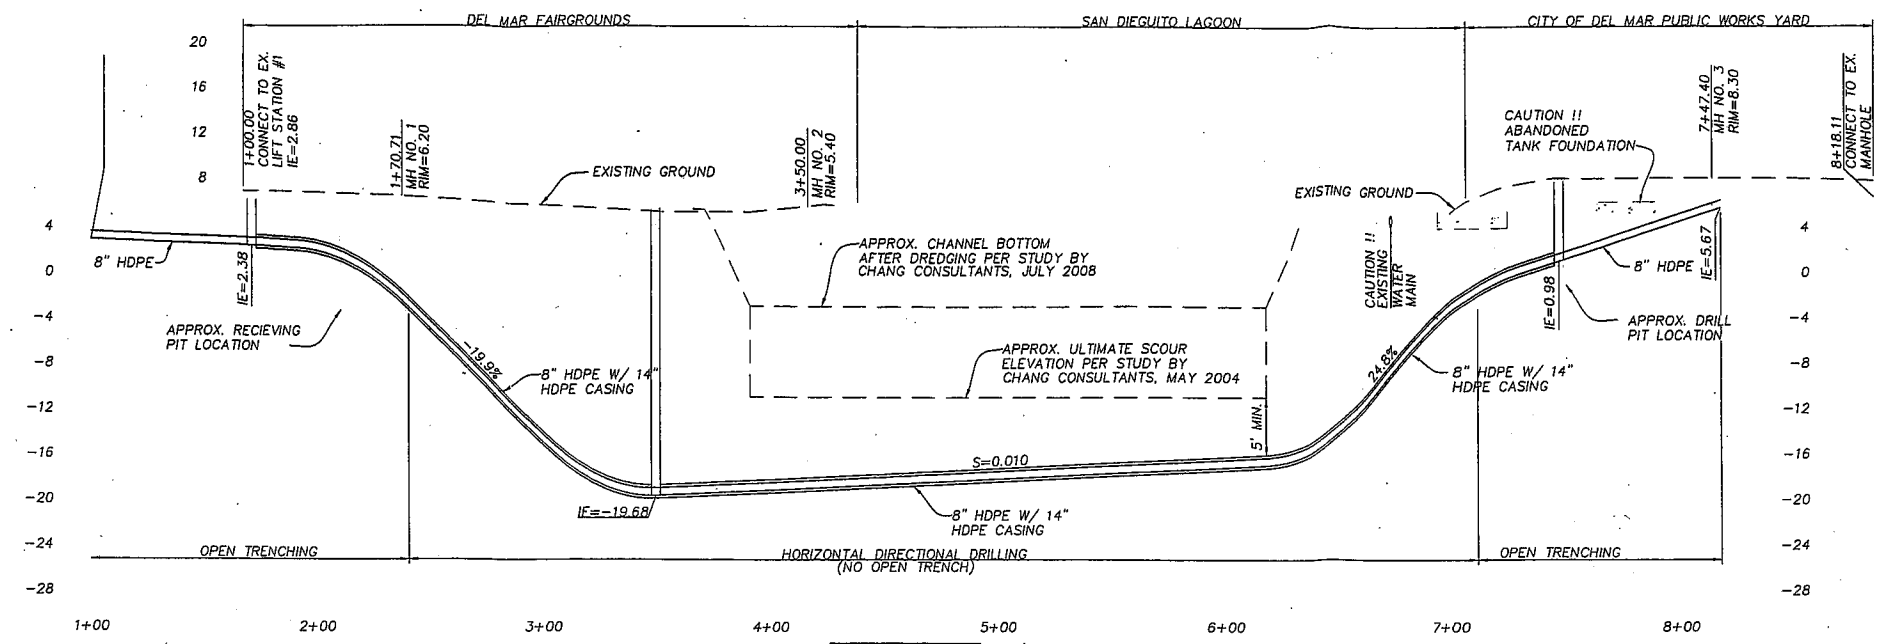 DEL MAR FAIRGROUNDS
SAN DIEGUITO LAGOON
CITY OF DEL MAR PUBLIC WORKS YARD
20
16
12
8
4
0
−4
−8
−12
−16
−20
−24
−28
1+00.00
CONNECT TO EX.
LIFT STATION #1
IE=2.86
1+70.71
MH NO. 1
RIM=6.20
EXISTING GROUND
3+50.00
MH NO. 2
RIM=5.40
CAUTION !!
ABANDONED
TANK FOUNDATION
7+47.40
MH NO. 3
RIM=8.30
8+18.11
CONNECT TO EX.
MANHOLE
EXISTING GROUND
8" HDPE
IE=2.38
APPROX. RECIEVING
PIT LOCATION
−19.9%
8" HDPE W/ 14"
HDPE CASING
APPROX. CHANNEL BOTTOM
AFTER DREDGING PER STUDY BY
CHANG CONSULTANTS, JULY 2008
APPROX. ULTIMATE SCOUR
ELEVATION PER STUDY BY
CHANG CONSULTANTS, MAY 2004
CAUTION !!
EXISTING
WATER
MAIN
5' MIN.
24.8%
8" HDPE W/ 14"
HDPE CASING
IE=0.98
APPROX. DRILL
PIT LOCATION
8" HDPE
IE=5.67
S=0.010
IE=−19.68
8" HDPE W/ 14"
HDPE CASING
4
0
−4
−8
−12
−16
−20
−24
−28
OPEN TRENCHING
HORIZONTAL DIRECTIONAL DRILLING
(NO OPEN TRENCH)
OPEN TRENCHING
1+00
2+00
3+00
4+00
5+00
6+00
7+00
8+00